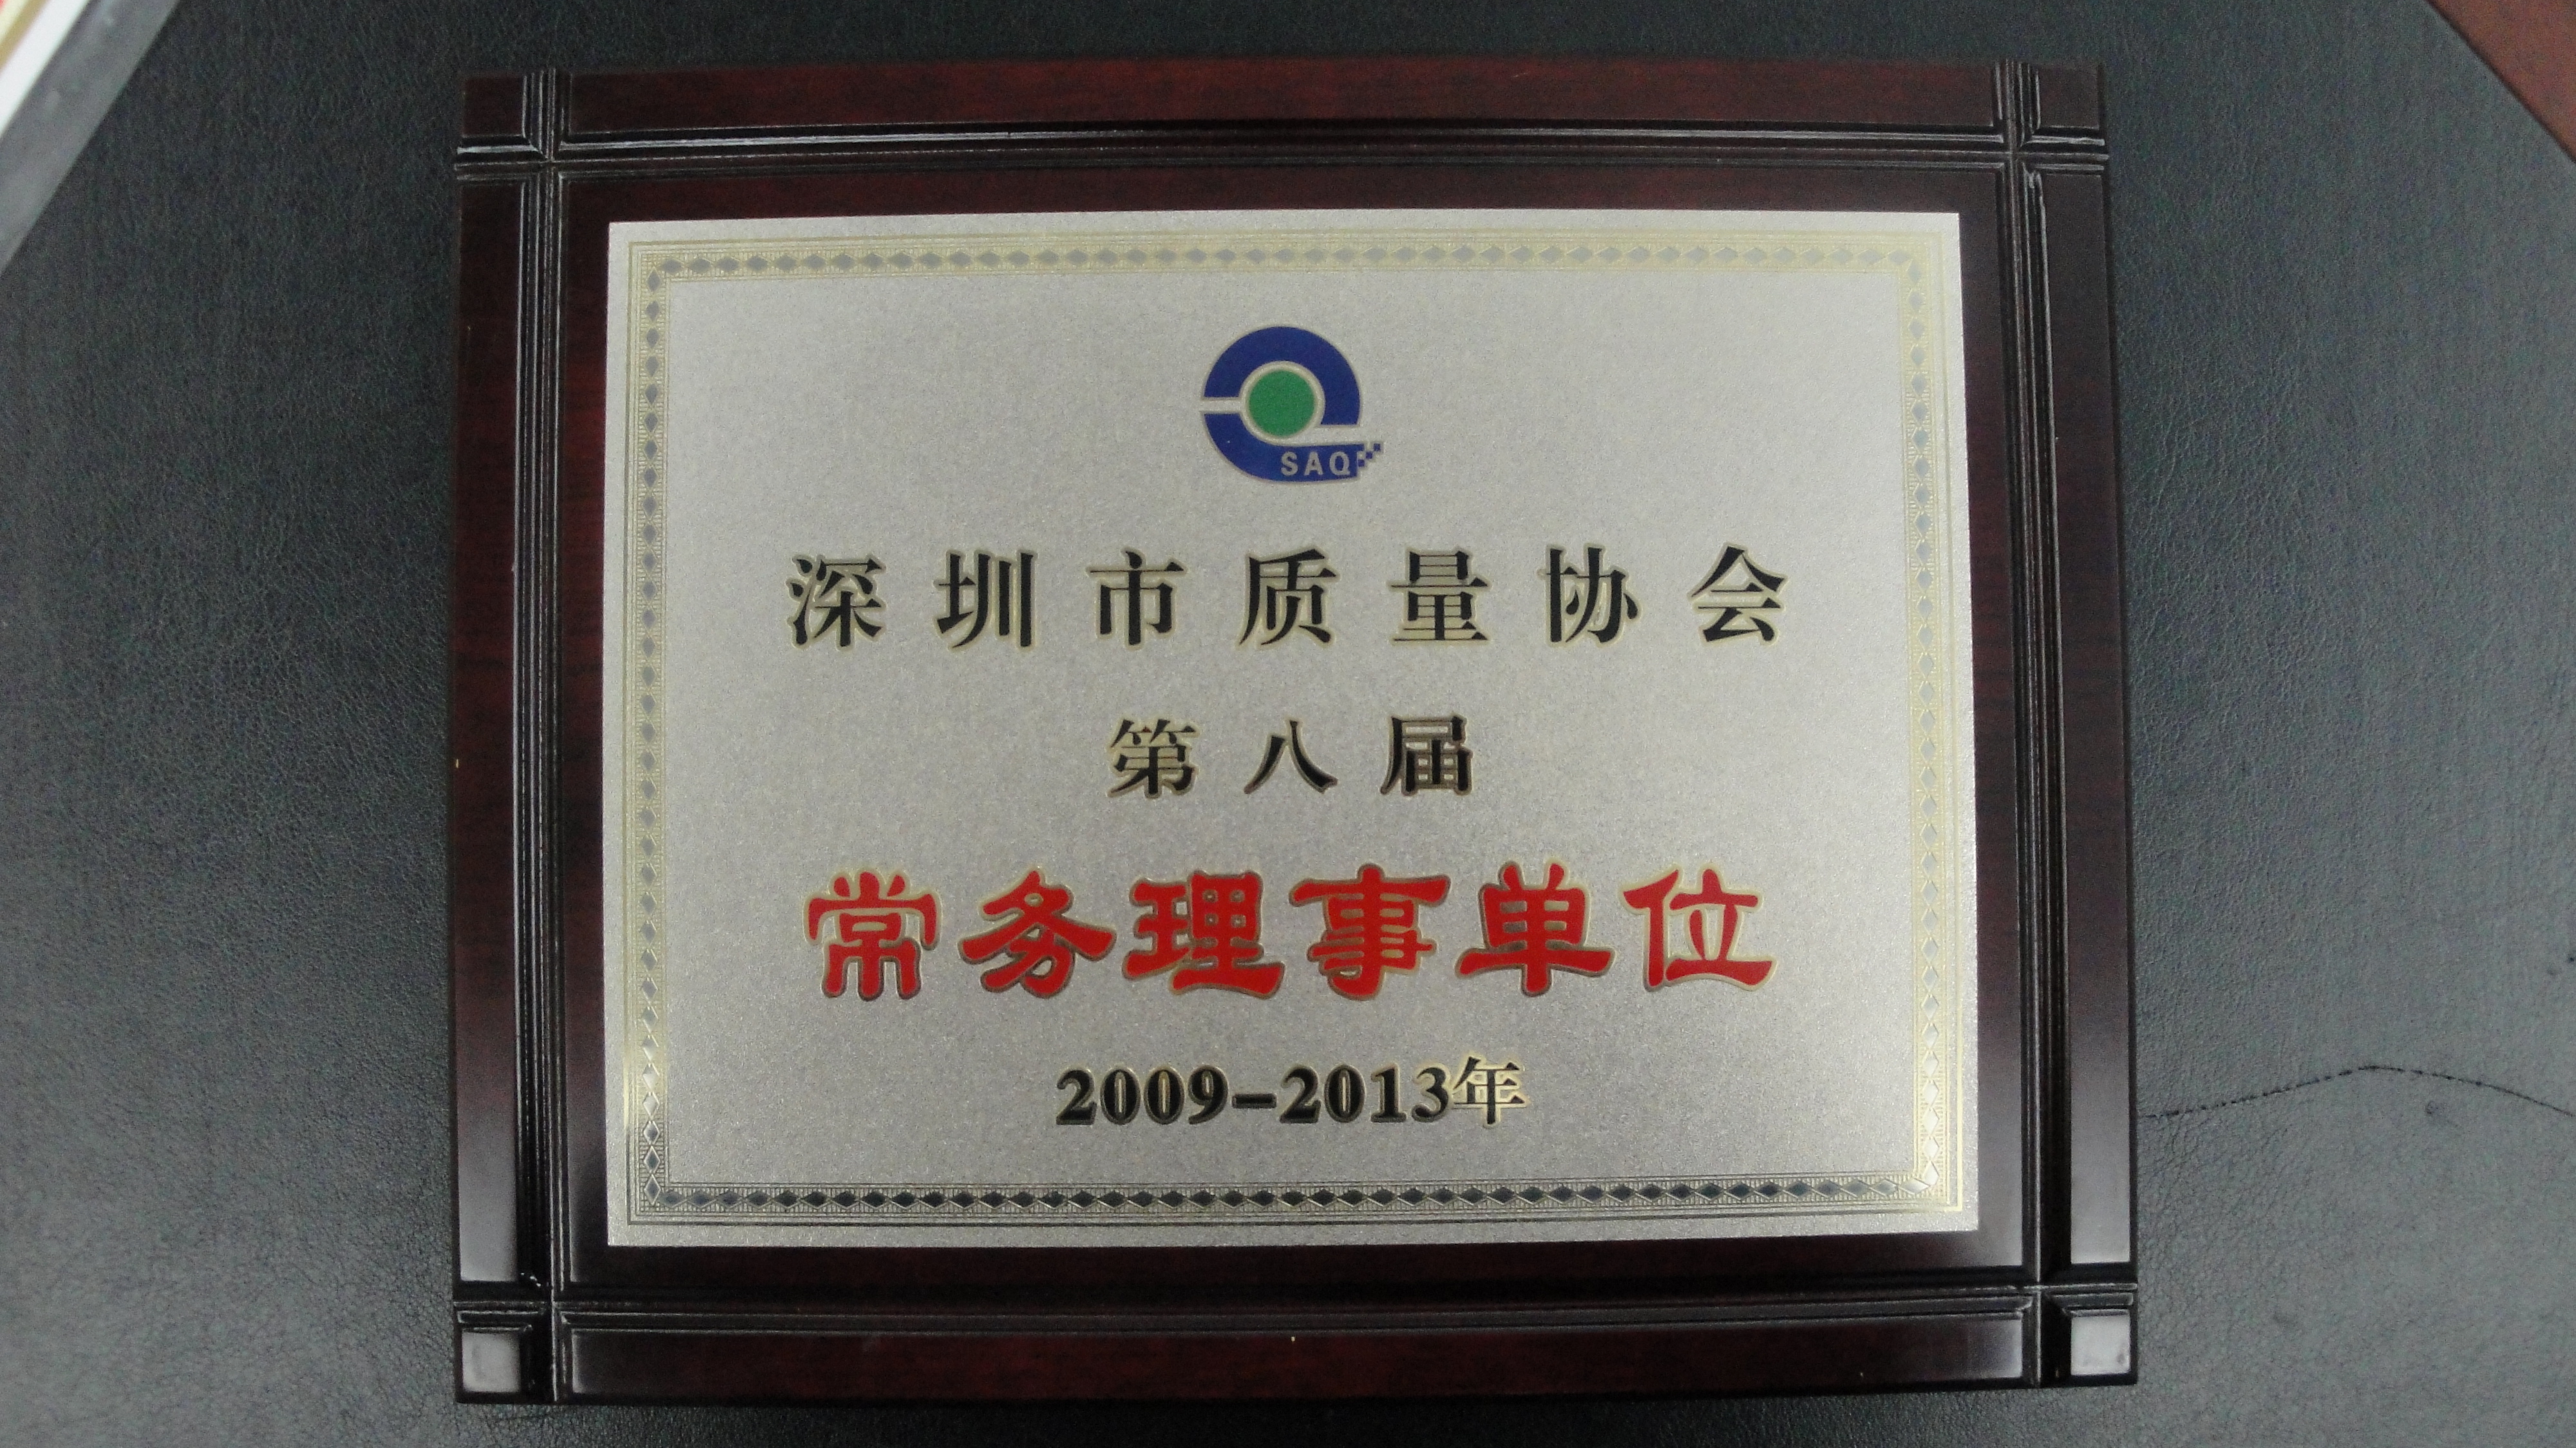 SAQ
深圳市质量协会
第八届
常务理事单位
2009-2013年